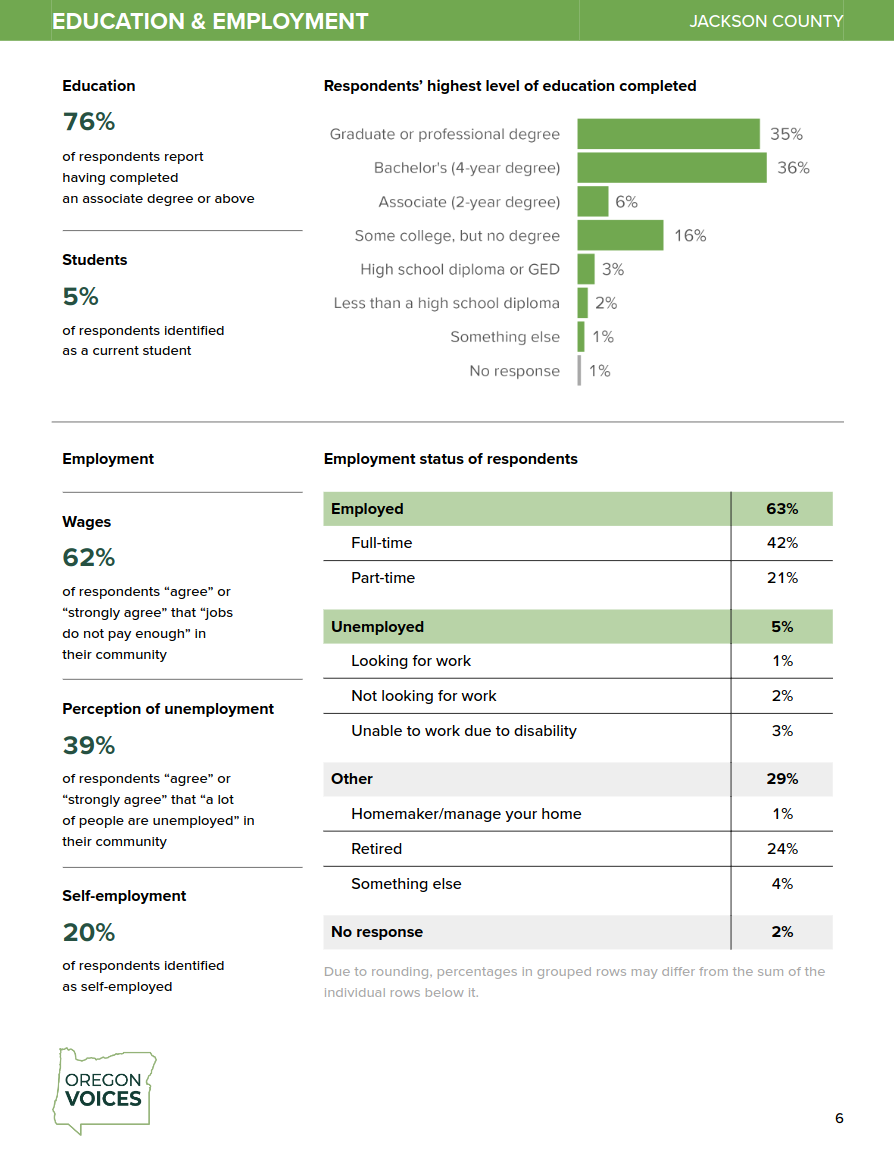 EDUCATION & EMPLOYMENT
JACKSON COUNTY
Education
76%
of respondents report
having completed
an associate degree or above
Students
5%
of respondents identified
as a current student
Respondents’ highest level of education completed
Graduate or professional degree 35%
Bachelor's (4-year degree) 36%
Associate (2-year degree) 6%
Some college, but no degree 16%
High school diploma or GED 3%
Less than a high school diploma 2%
Something else 1%
No response 1%
Employment
Wages
62%
of respondents “agree” or
“strongly agree” that “jobs
do not pay enough” in
their community
Perception of unemployment
39%
of respondents “agree” or
“strongly agree” that “a lot
of people are unemployed” in
their community
Self-employment
20%
of respondents identified
as self-employed
Employment status of respondents
Employed 63%
Full-time 42%
Part-time 21%
Unemployed 5%
Looking for work 1%
Not looking for work 2%
Unable to work due to disability 3%
Other 29%
Homemaker/manage your home 1%
Retired 24%
Something else 4%
No response 2%
Due to rounding, percentages in grouped rows may differ from the sum of the
individual rows below it.
OREGON
VOICES
6